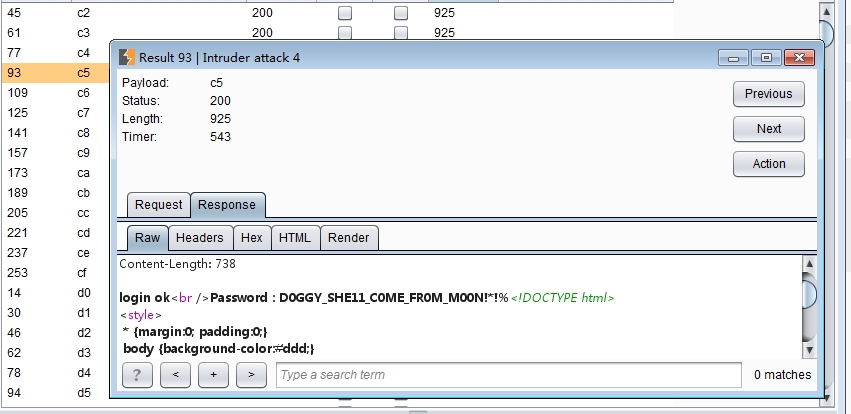 45 c2 200 925
61 c3 200 925
77 c4
Result 93 | Intruder attack 4
93 c5
109 c6
125 c7
141 c8
157 c9
173 ca
189 cb
205 cc
221 cd
237 ce
253 cf
14 d0
30 d1
46 d2
62 d3
78 d4
94 d5
Payload: c5
Status: 200
Length: 925
Timer: 543
Previous
Next
Action
Request Response
Raw Headers Hex HTML Render
Content-Length: 738
login ok<br />Password : D0GGY_SHE11_C0ME_FR0M_M00N!*!%<!DOCTYPE html>
<style>
* {margin:0; padding:0;}
body {background-color:#ddd;}
? < + > Type a search term 0 matches